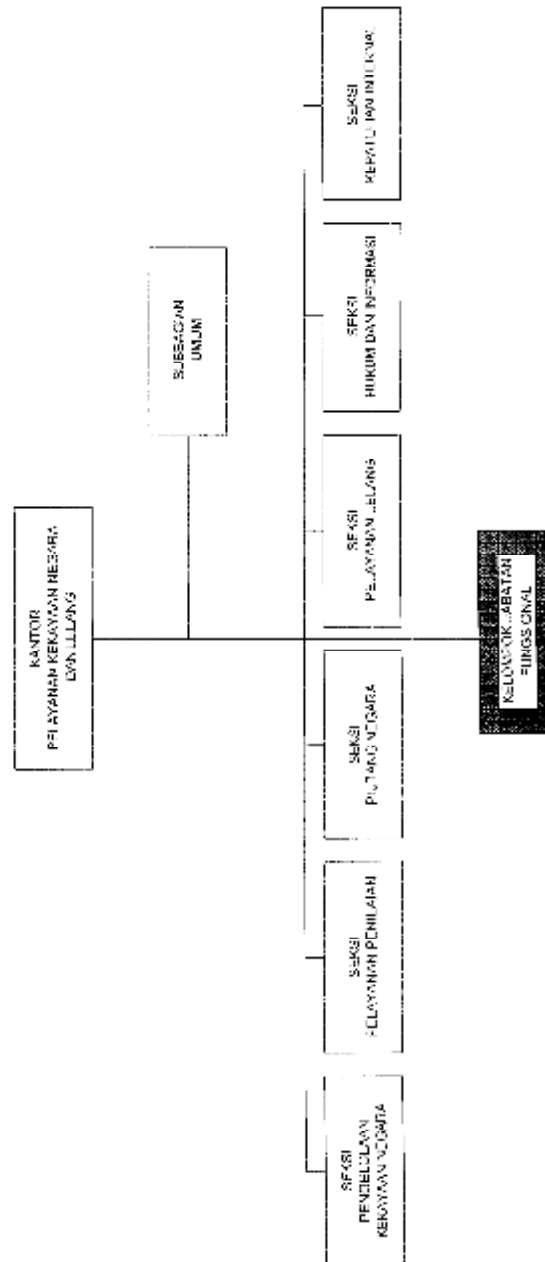 KANTOR
PELAYANAN KEKAYAAN NEGARA
DAN LELANG
SUBBAGIAN
UMUM
SEKSI
PENGELOLAAN
KEKAYAAN NEGARA
SEKSI
PELAYANAN PENILAIAN
SEKSI
PIUTANG NEGARA
SEKSI
PELAYANAN LELANG
SEKSI
HUKUM DAN INFORMASI
SEKSI
KEPATUHAN INTERNAL
KELOMPOK JABATAN
FUNGSIONAL